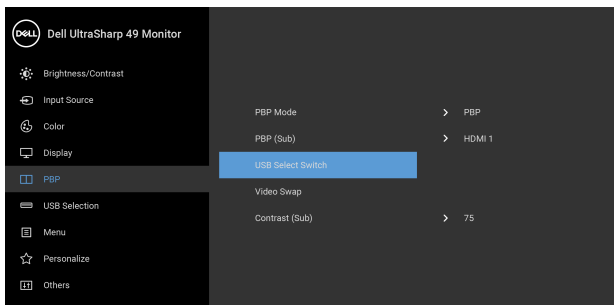 DELL Dell UltraSharp 49 Monitor
Brightness/Contrast
Input Source
Color
Display
PBP
USB Selection
Menu
Personalize
Others
PBP Mode PBP
PBP (Sub) HDMI 1
USB Select Switch
Video Swap
Contrast (Sub) 75